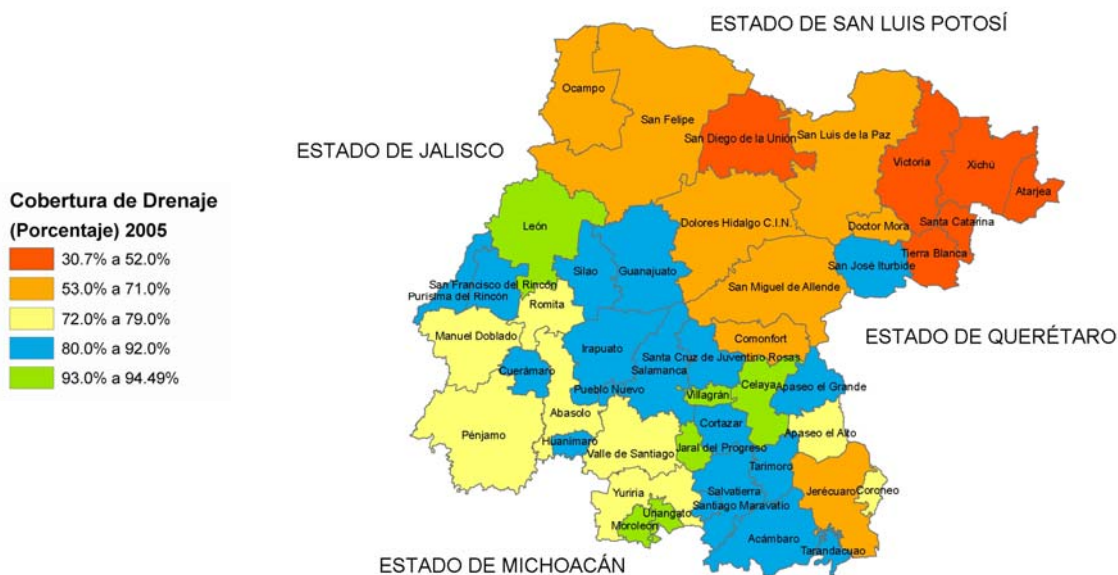 ESTADO DE SAN LUIS POTOSÍ
ESTADO DE JALISCO
Cobertura de Drenaje
(Porcentaje) 2005
30.7% a 52.0%
53.0% a 71.0%
72.0% a 79.0%
80.0% a 92.0%
93.0% a 94.49%
Ocampo
San Felipe
San Diego de la Unión
San Luis de la Paz
Victoria
Xichú
Atarjea
León
Dolores Hidalgo C.I.N.
Doctor Mora
Santa Catarina
Tierra Blanca
San José Iturbide
Silao
Guanajuato
San Francisco del Rincón
Purísima del Rincón
San Miguel de Allende
Romita
ESTADO DE QUERÉTARO
Manuel Doblado
Irapuato
Comonfort
Santa Cruz de Juventino Rosas
Cuerámaro
Salamanca
Celaya
Apaseo el Grande
Pueblo Nuevo
Villagrán
Abasolo
Cortazar
Pénjamo
Apaseo el Alto
Huanímaro
Valle de Santiago
Jaral del Progreso
Tarimoro
Yuriria
Salvatierra
Jerécuaro
Coroneo
Santiago Maravatío
Uriangato
Moroleón
Acámbaro
Tarandacuao
ESTADO DE MICHOACÁN